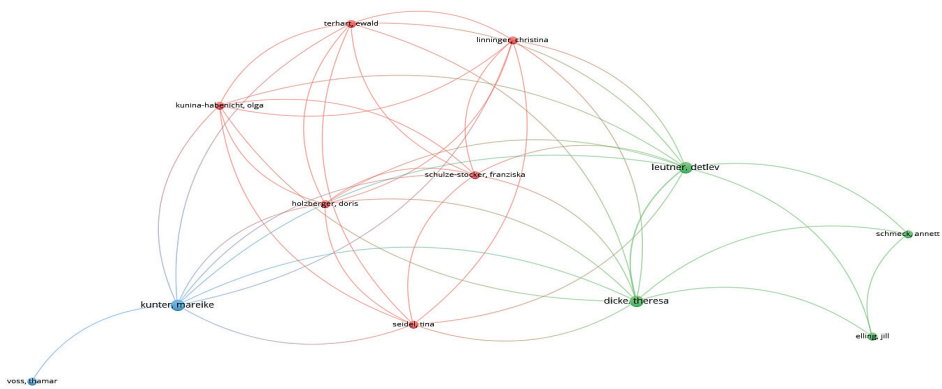 terhart, ewald
linninger, christina
kunina-habenicht, olga
leutner, detlev
schulze-stocker, franziska
holzberger, doris
schmeck, annett
dicke, theresa
kunter, mareike
seidel, tina
elling, jill
voss, thamar